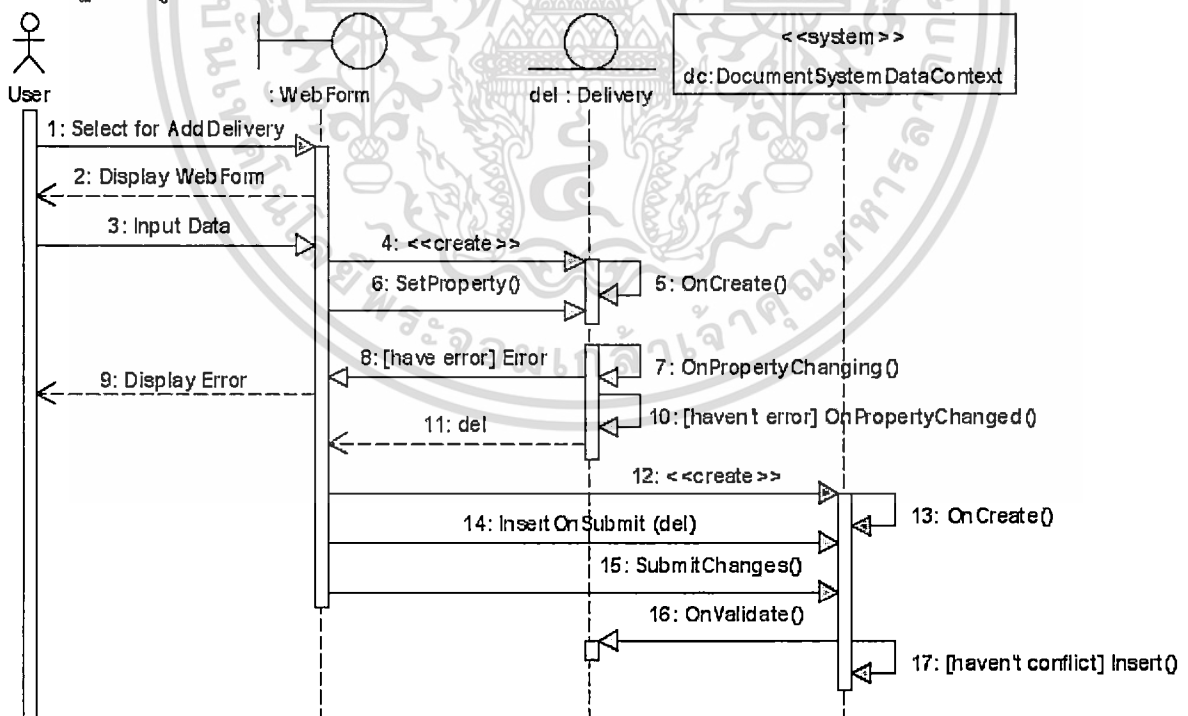 <<system>>
dc:DocumentSystemDataContext
User
: WebForm
del : Delivery
1: Select for Add Delivery
2: Display WebForm
3: Input Data
4: <<create>>
5: OnCreate()
6: SetProperty()
7: OnPropertyChanging()
8: [have error] Error
9: Display Error
10: [haven't error] OnPropertyChanged()
11: del
12: <<create>>
13: OnCreate()
14: InsertOnSubmit (del)
15: SubmitChanges()
16: OnValidate()
17: [haven't conflict] Insert()